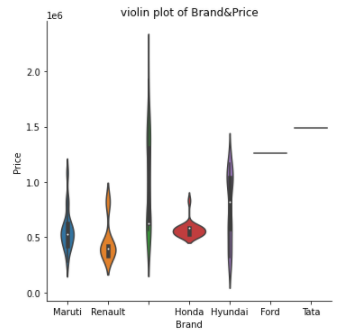 violin plot of Brand&Price
1e6
2.0
1.5
1.0
0.5
0.0
Price
Maruti Renault Honda Hyundai Ford Tata
Brand